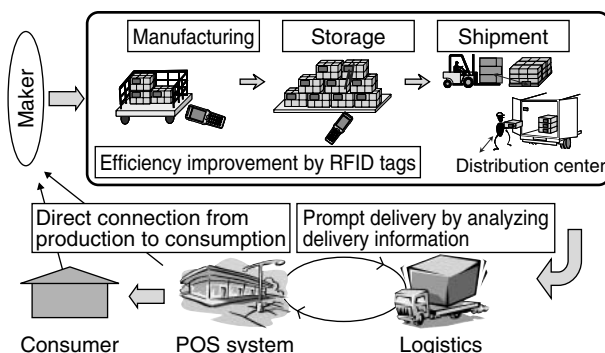 Manufacturing
Storage
Shipment
Maker
Efficiency improvement by RFID tags
Distribution center
Direct connection from
production to consumption
Prompt delivery by analyzing
delivery information
Consumer
POS system
Logistics